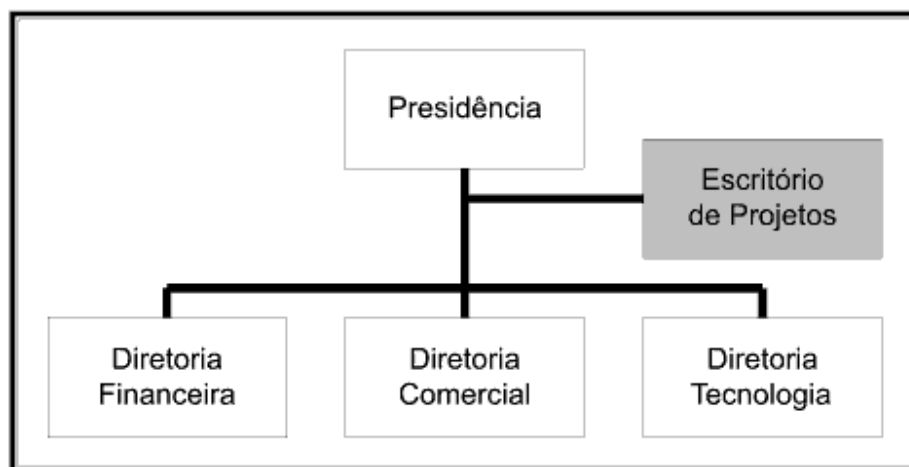 Presidência
Escritório
de Projetos
Diretoria
Financeira
Diretoria
Comercial
Diretoria
Tecnologia